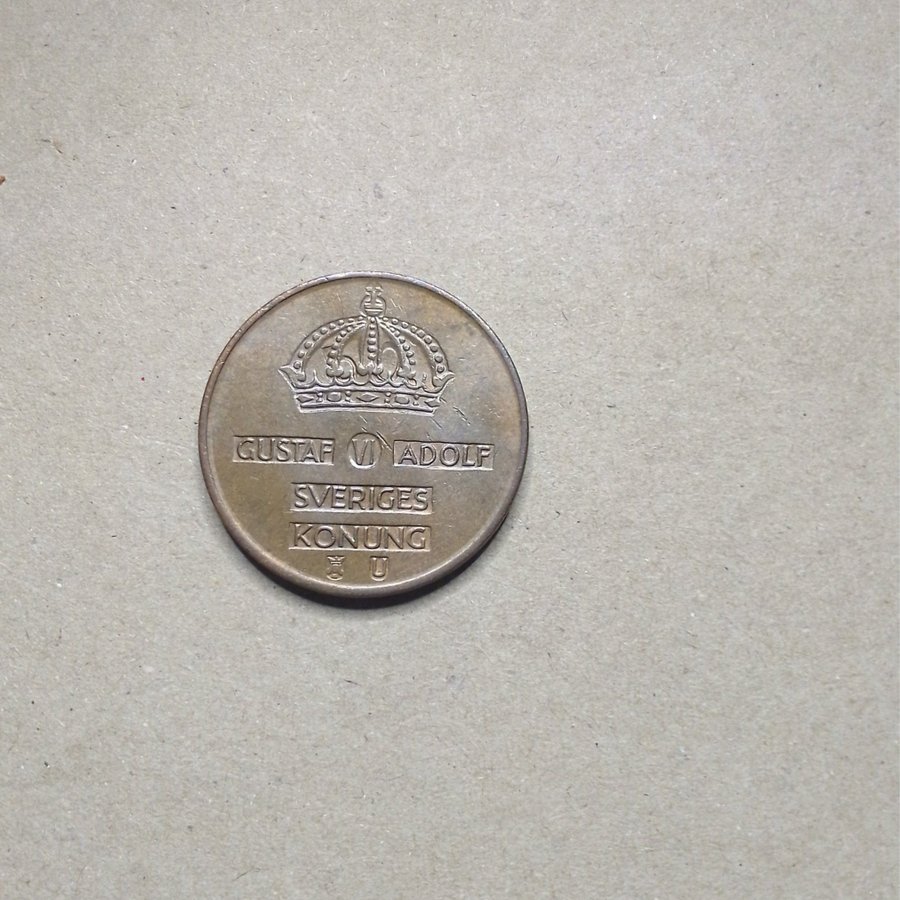 GUSTAF VI ADOLF
SVERIGES
KONUNG
U